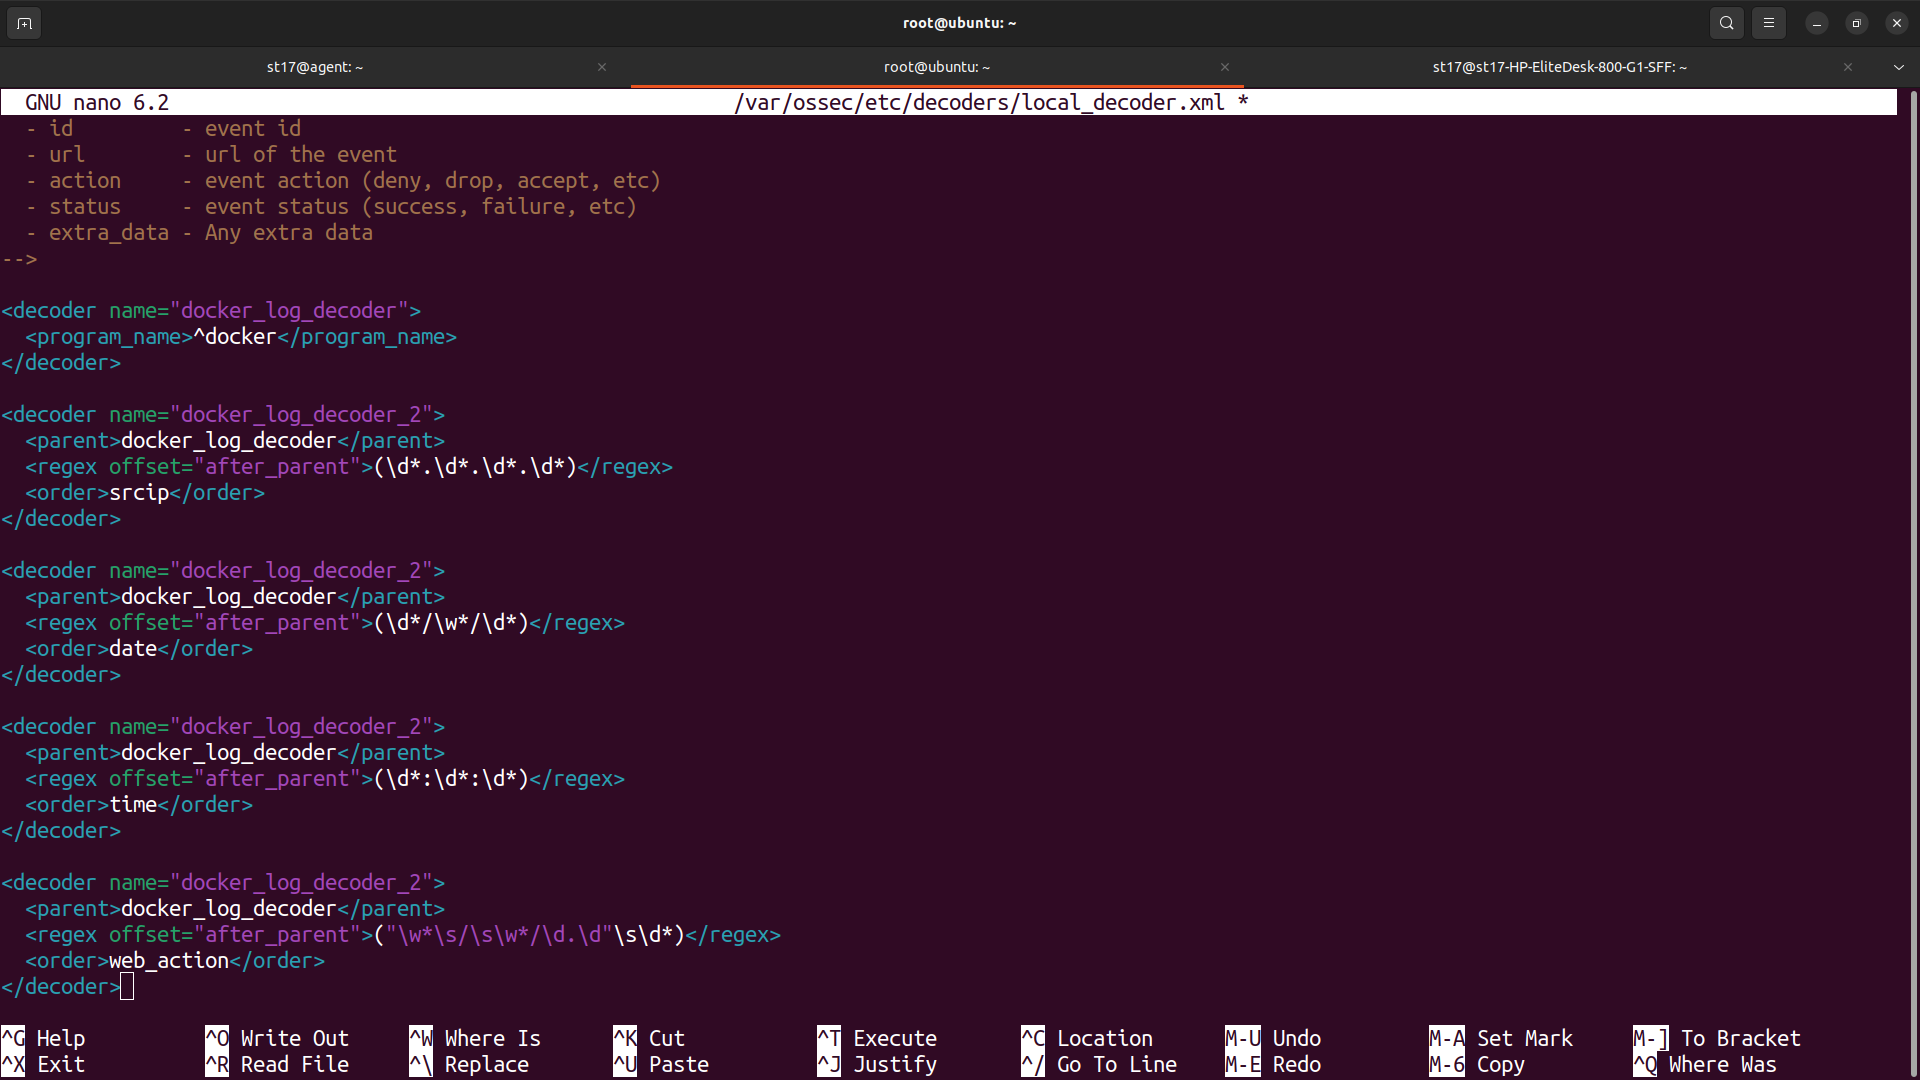 root@ubuntu: ~
st17@agent: ~
root@ubuntu: ~
st17@st17-HP-EliteDesk-800-G1-SFF: ~
GNU nano 6.2 /var/ossec/etc/decoders/local_decoder.xml *
- id - event id
- url - url of the event
- action - event action (deny, drop, accept, etc)
- status - event status (success, failure, etc)
- extra_data - Any extra data
-->
<decoder name="docker_log_decoder">
<program_name>^docker</program_name>
</decoder>
<decoder name="docker_log_decoder_2">
<parent>docker_log_decoder</parent>
<regex offset="after_parent">(\d*.\d*.\d*.\d*)</regex>
<order>srcip</order>
</decoder>
<decoder name="docker_log_decoder_2">
<parent>docker_log_decoder</parent>
<regex offset="after_parent">(\d*/\w*/\d*)</regex>
<order>date</order>
</decoder>
<decoder name="docker_log_decoder_2">
<parent>docker_log_decoder</parent>
<regex offset="after_parent">(\d*:\d*:\d*)</regex>
<order>time</order>
</decoder>
<decoder name="docker_log_decoder_2">
<parent>docker_log_decoder</parent>
<regex offset="after_parent">("\w*\s/\s\w*/\d.\d"\s\d*)</regex>
<order>web_action</order>
</decoder>
^G Help ^O Write Out ^W Where Is ^K Cut ^T Execute ^C Location M-U Undo M-A Set Mark M-] To Bracket
^X Exit ^R Read File ^\ Replace ^U Paste ^J Justify ^/ Go To Line M-E Redo M-6 Copy ^Q Where Was